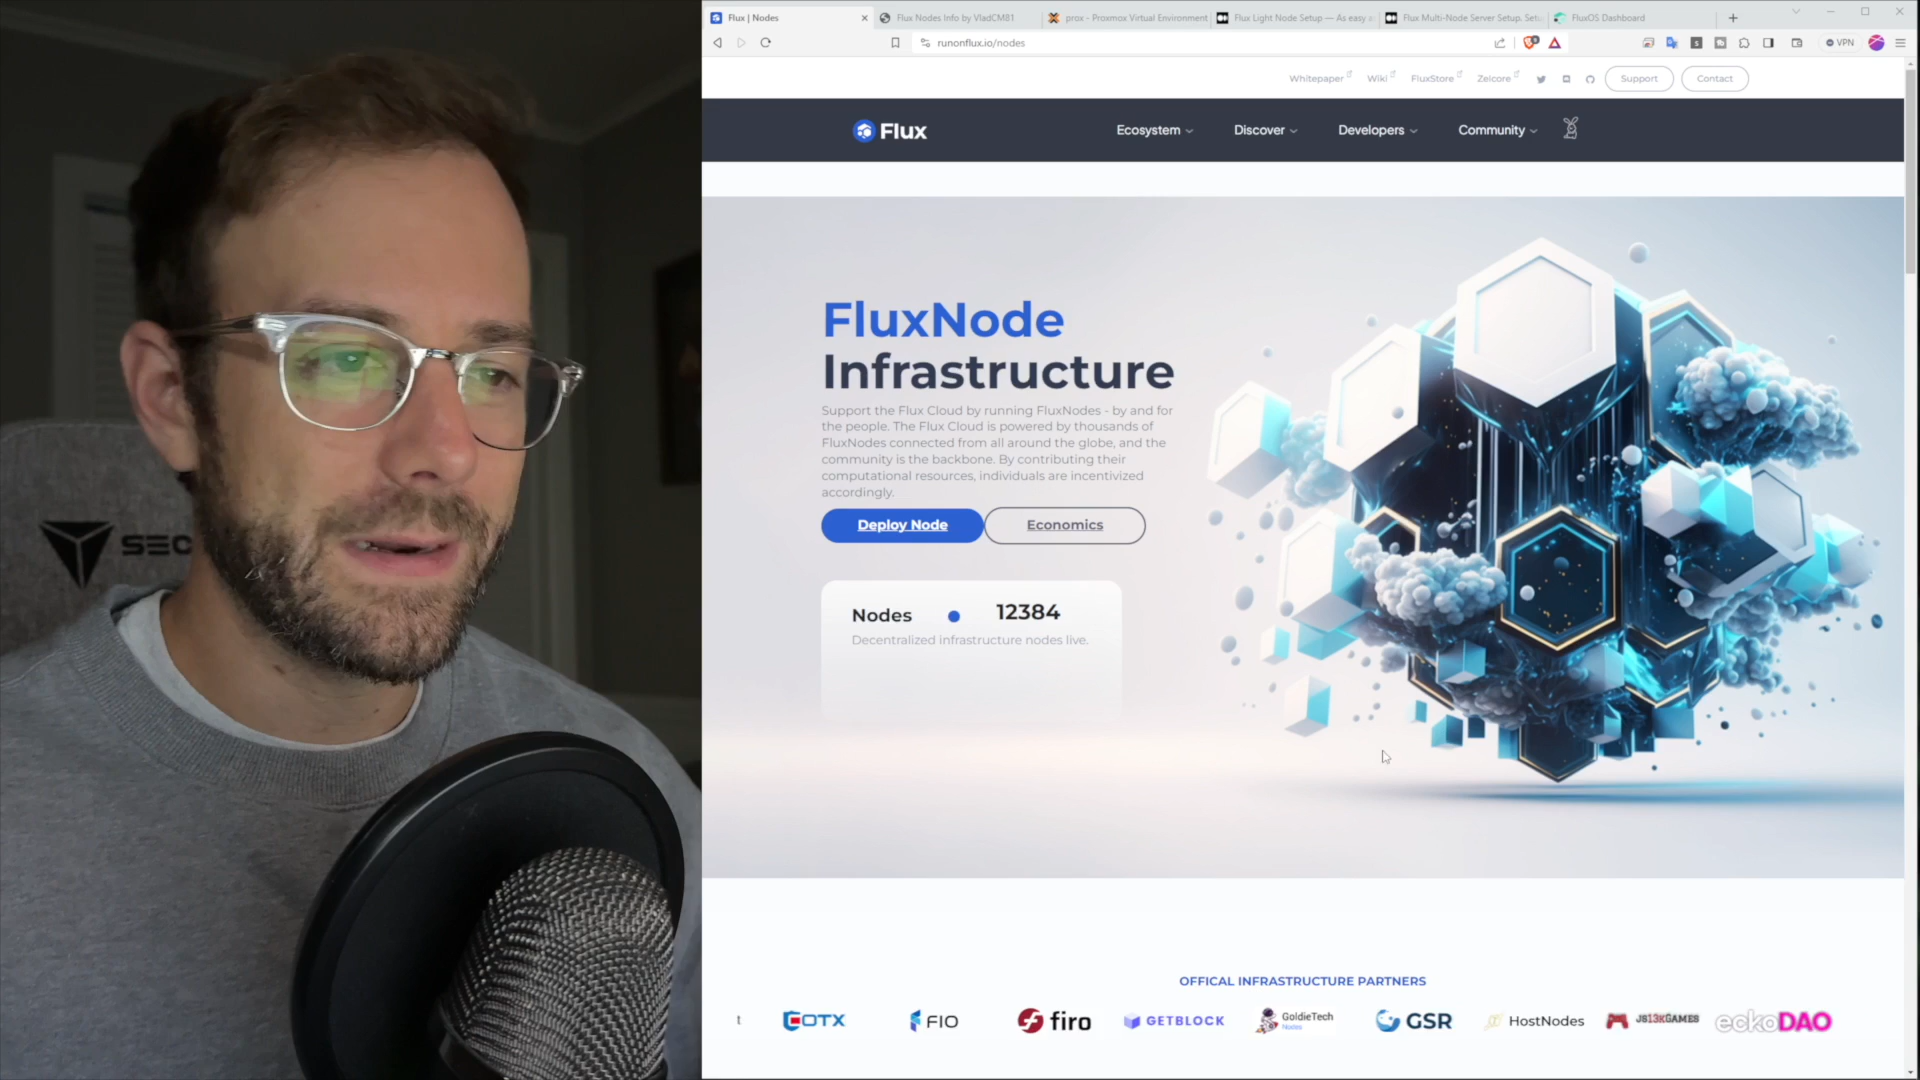 Flux | Nodes
Flux Nodes Info by VladCM81
prox - Proxmox Virtual Environment
Flux Light Node Setup — As easy a
Flux Multi-Node Server Setup. Set
FluxOS Dashboard
runonflux.io/nodes
VPN
Whitepaper
Wiki
FluxStore
Zelcore
Support
Contact
Flux
Ecosystem
Discover
Developers
Community
FluxNode
Infrastructure
Support the Flux Cloud by running FluxNodes - by and for
the people. The Flux Cloud is powered by thousands of
FluxNodes connected from all around the globe, and the
community is the backbone. By contributing their
computational resources, individuals are incentivized
accordingly.
Deploy Node
Economics
Nodes
12384
Decentralized infrastructure nodes live.
SEC
OFFICAL INFRASTRUCTURE PARTNERS
t
COTX
FIO
firo
GETBLOCK
GoldieTech
Nodes
GSR
HostNodes
JS13KGAMES
eckoDAO